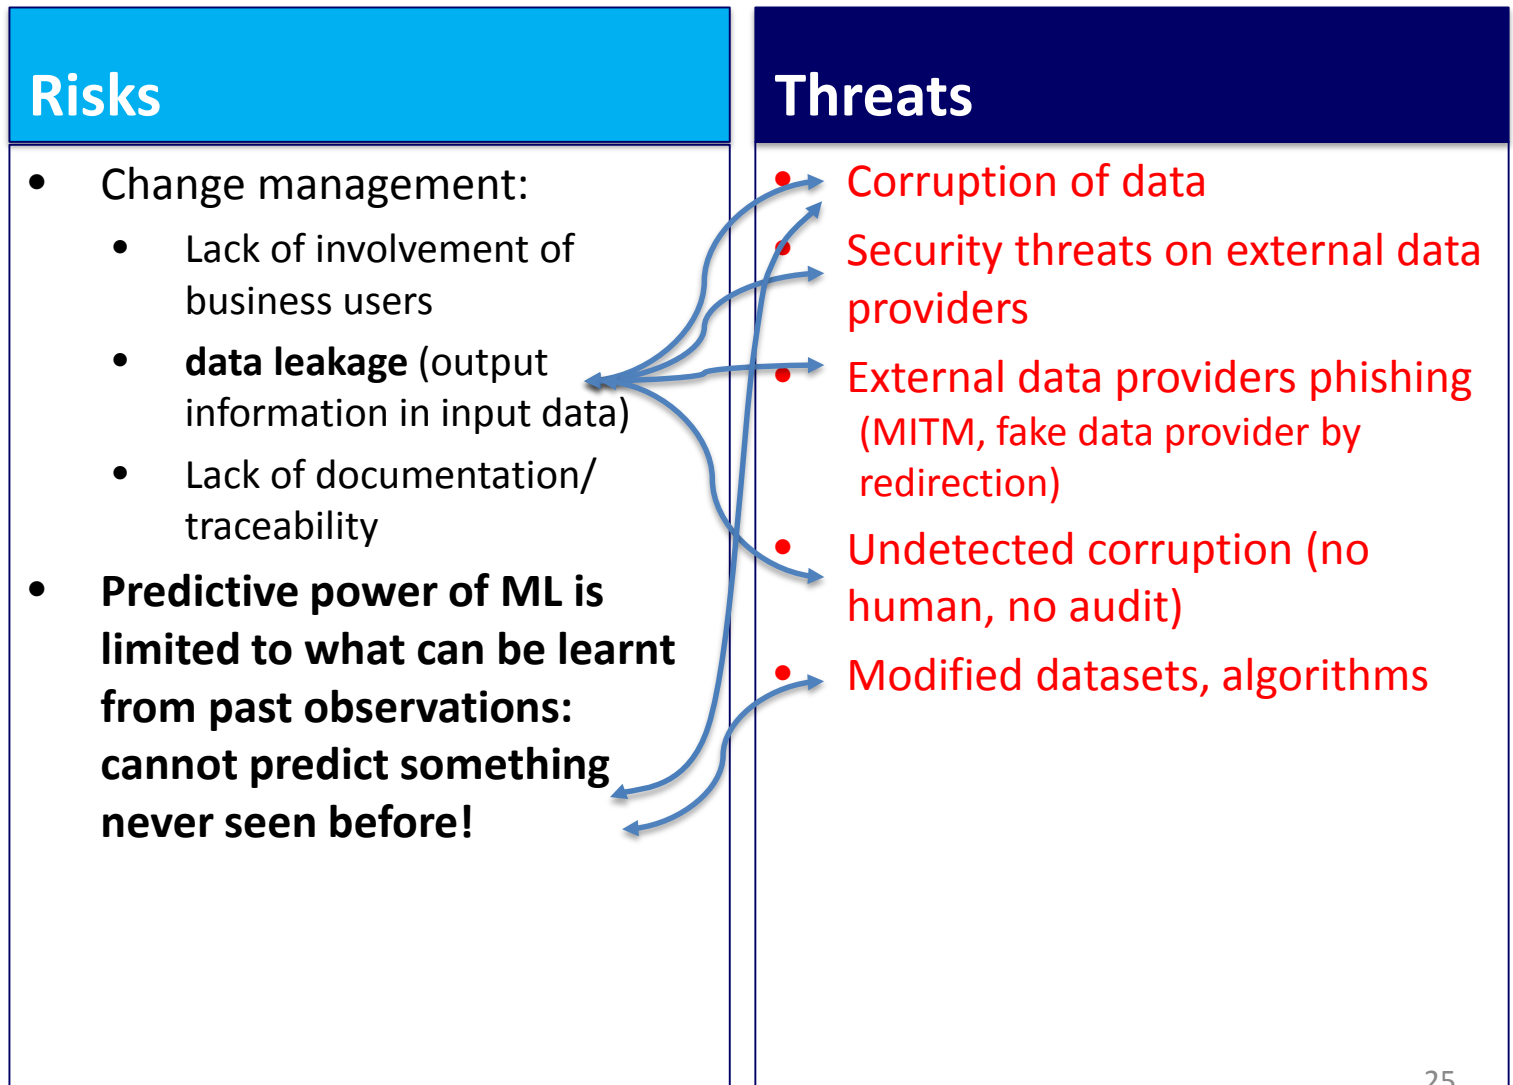 Risks
• Change management:
• Lack of involvement of
business users
• data leakage (output
information in input data)
• Lack of documentation/
traceability
• Predictive power of ML is
limited to what can be learnt
from past observations:
cannot predict something
never seen before!
Threats
• Corruption of data
• Security threats on external data
providers
• External data providers phishing
(MITM, fake data provider by
redirection)
• Undetected corruption (no
human, no audit)
• Modified datasets, algorithms
25